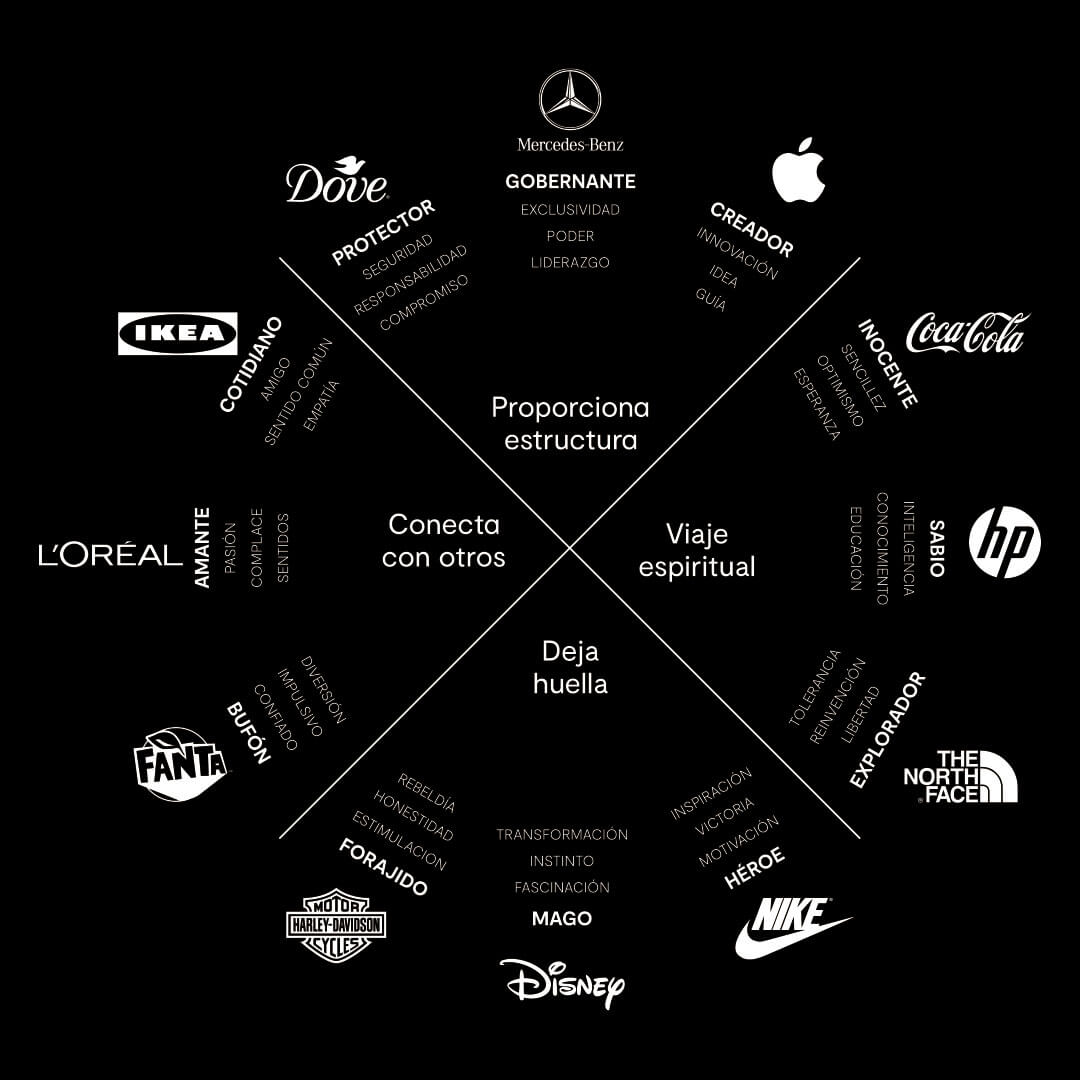 Mercedes-Benz
GOBERNANTE
EXCLUSIVIDAD
PODER
LIDERAZGO
CREADOR
INNOVACIÓN
IDEA
GUÍA
Coca-Cola
INOCENTE
SENCILLEZ
OPTIMISMO
ESPERANZA
hp
SABIO
INTELIGENCIA
CONOCIMIENTO
EDUCACIÓN
THE
NORTH
FACE
EXPLORADOR
LIBERTAD
REINVENCIÓN
TOLERANCIA
INSPIRACIÓN
VICTORIA
MOTIVACIÓN
HÉROE
NIKE
TRANSFORMACIÓN
INSTINTO
FASCINACIÓN
MAGO
Disney
REBELDÍA
HONESTIDAD
ESTIMULACION
FORAJIDO
MOTOR
HARLEY-DAVIDSON
CYCLES
DIVERSIÓN
IMPULSIVO
CONFIADO
BUFÓN
FANTA
L'ORÉAL
AMANTE
PASIÓN
COMPLACE
SENTIDOS
IKEA
COTIDIANO
AMIGO
SENTIDO COMÚN
EMPATÍA
Dove
PROTECTOR
SEGURIDAD
RESPONSABILIDAD
COMPROMISO
Proporciona
estructura
Conecta
con otros
Viaje
espiritual
Deja
huella